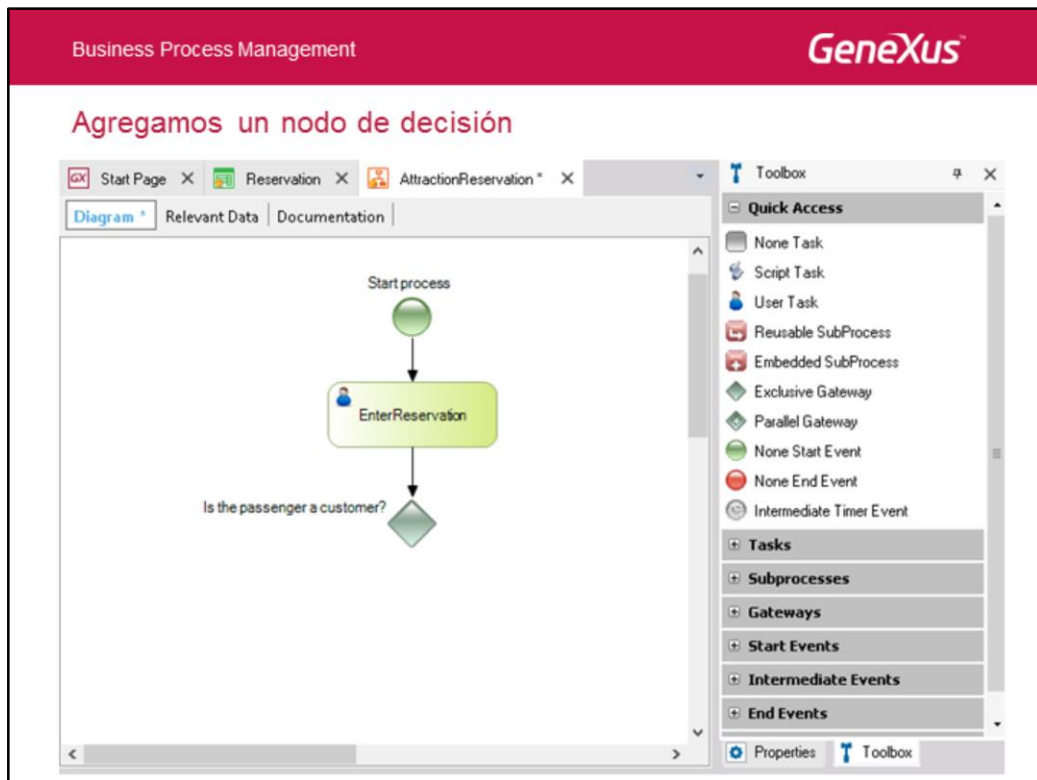 Business Process Management
GeneXus™
Agregamos un nodo de decisión
Start Page
Reservation
AttractionReservation *
Diagram *
Relevant Data
Documentation
Start process
EnterReservation
Is the passenger a customer?
Toolbox
Quick Access
None Task
Script Task
User Task
Reusable SubProcess
Embedded SubProcess
Exclusive Gateway
Parallel Gateway
None Start Event
None End Event
Intermediate Timer Event
Tasks
Subprocesses
Gateways
Start Events
Intermediate Events
End Events
Properties
Toolbox